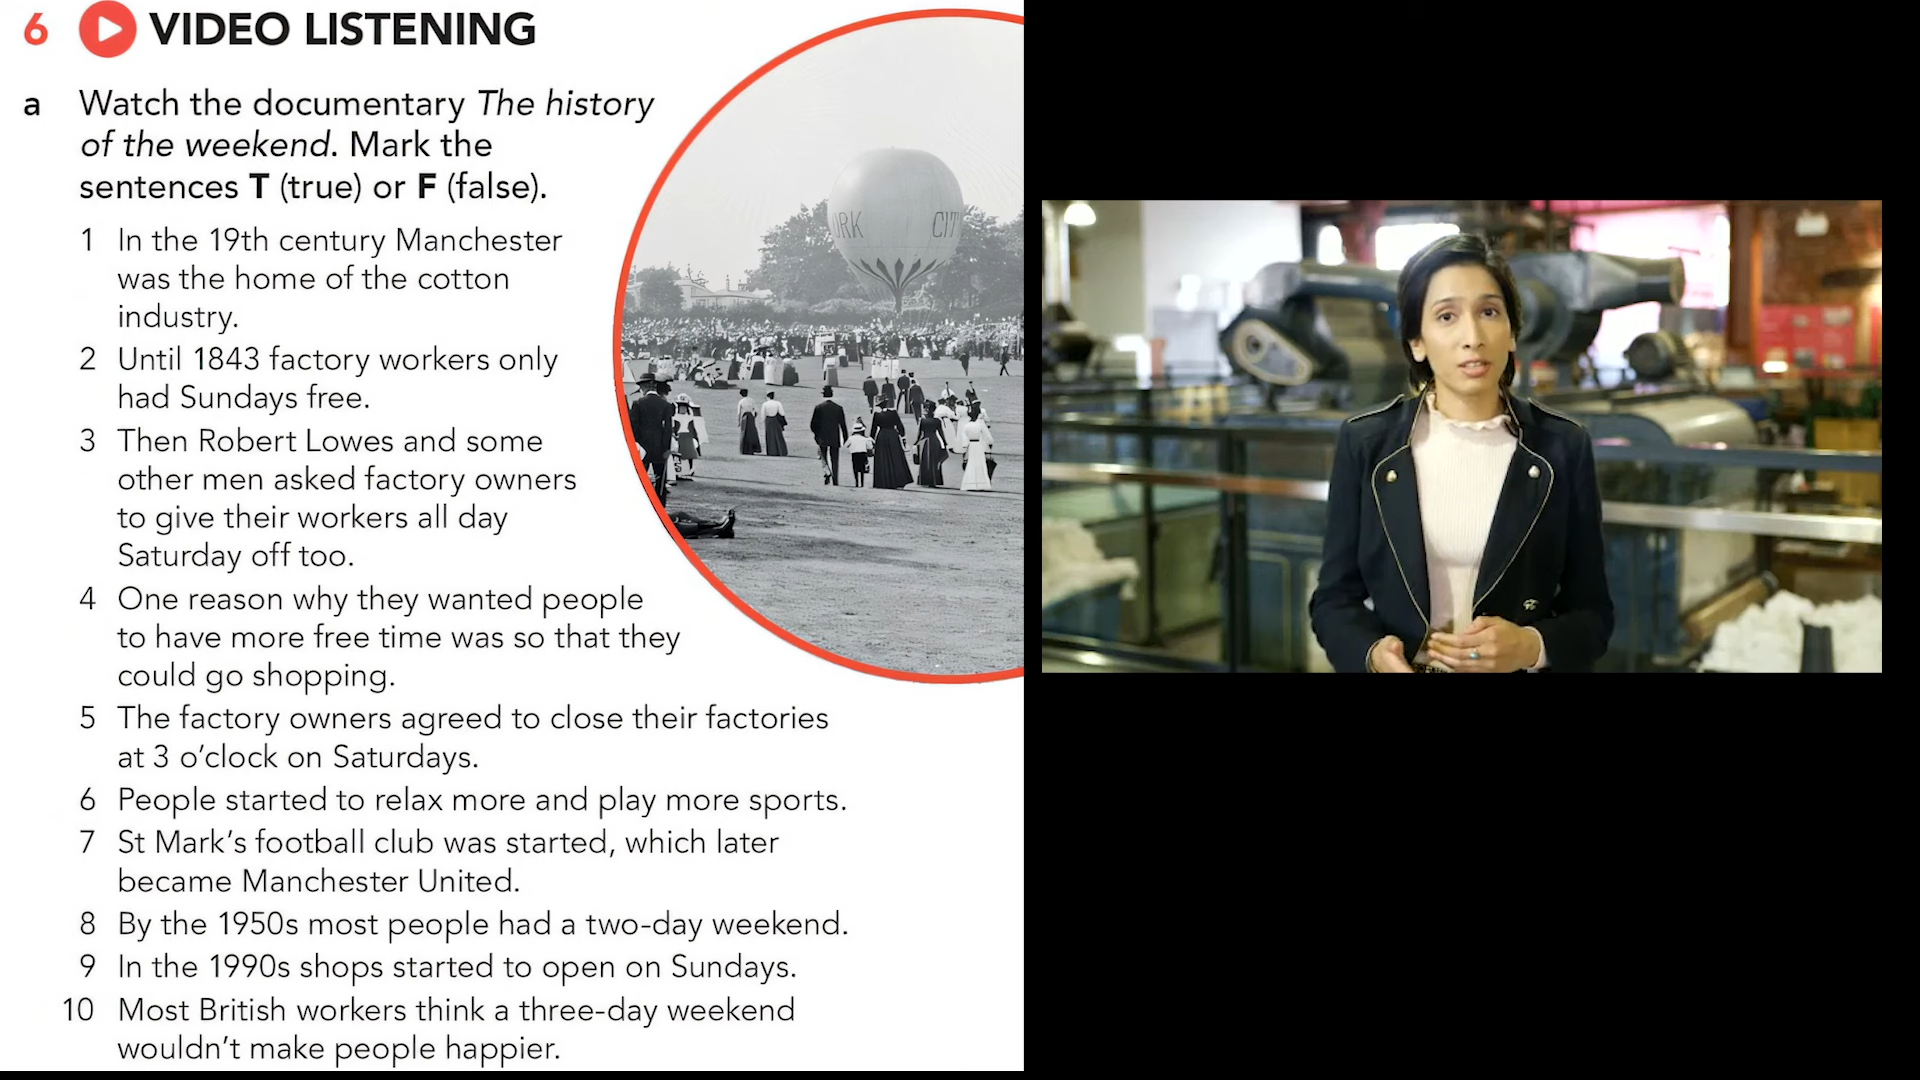 6 VIDEO LISTENING
a Watch the documentary The history
of the weekend. Mark the
sentences T (true) or F (false).
1 In the 19th century Manchester
was the home of the cotton
industry.
2 Until 1843 factory workers only
had Sundays free.
3 Then Robert Lowes and some
other men asked factory owners
to give their workers all day
Saturday off too.
4 One reason why they wanted people
to have more free time was so that they
could go shopping.
5 The factory owners agreed to close their factories
at 3 o'clock on Saturdays.
6 People started to relax more and play more sports.
7 St Mark's football club was started, which later
became Manchester United.
8 By the 1950s most people had a two-day weekend.
9 In the 1990s shops started to open on Sundays.
10 Most British workers think a three-day weekend
wouldn't make people happier.
RK CIT